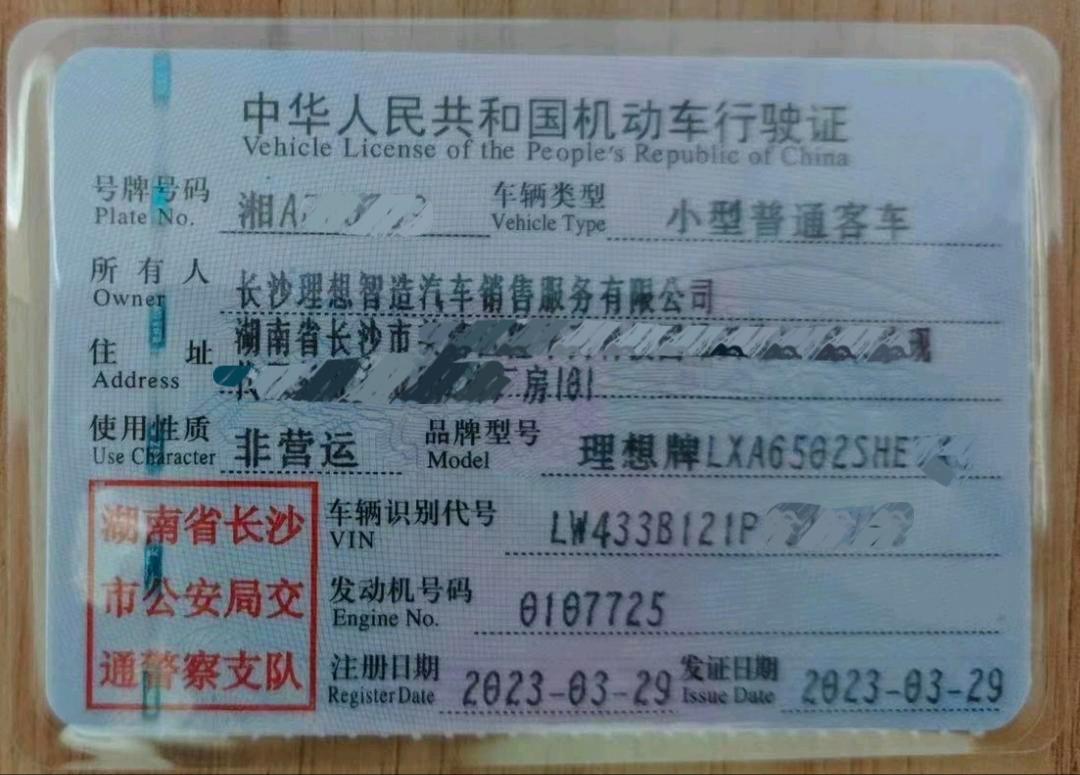 中华人民共和国机动车行驶证
Vehicle License of the People's Republic of China
号牌号码 湘A 车辆类型 小型普通客车
Plate No. Vehicle Type
所有人 长沙理想智造汽车销售服务有限公司
Owner
住址 湖南省长沙市
Address 房101
使用性质 非营运 品牌型号 理想牌LXA6502SHE
Use Character Model
湖南省长沙
市公安局交
通警察支队
车辆识别代号 LW433B121P
VIN
发动机号码 0107725
Engine No.
注册日期 2023-03-29 发证日期 2023-03-29
Register Date Issue Date